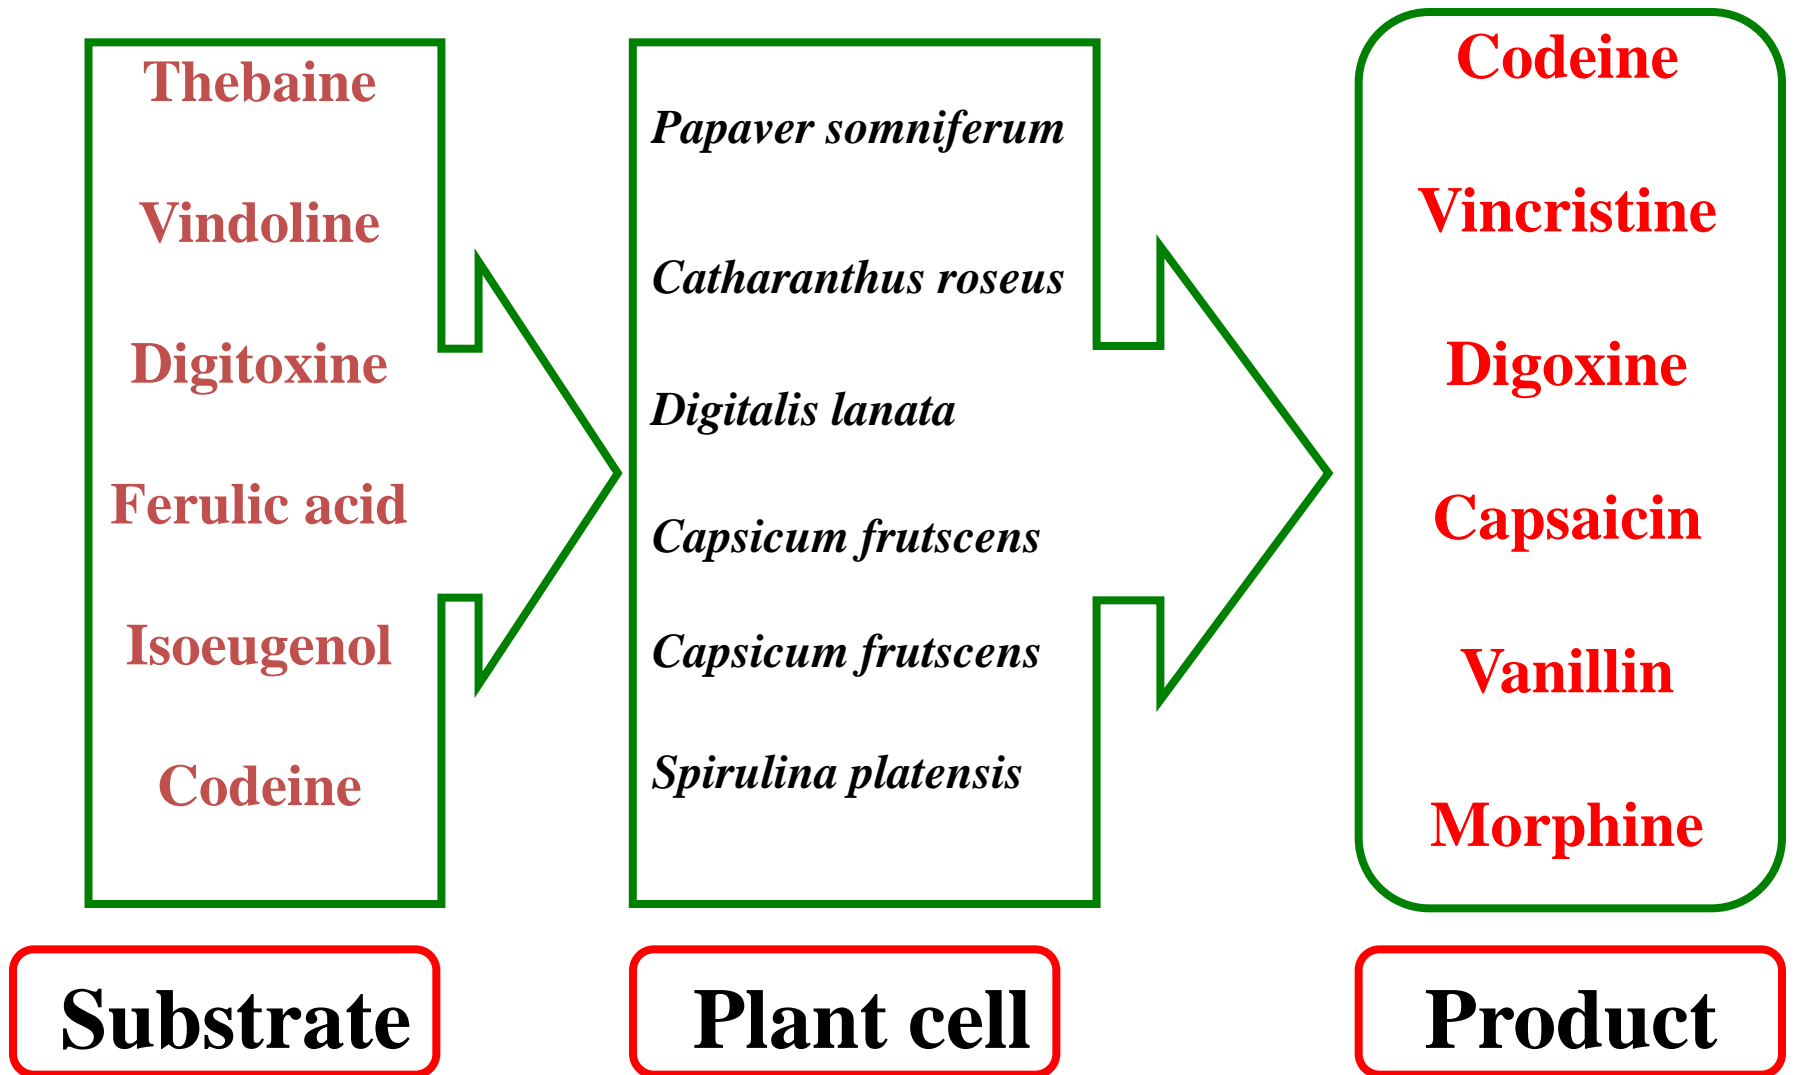 Thebaine
Vindoline
Digitoxine
Ferulic acid
Isoeugenol
Codeine
Papaver somniferum
Catharanthus roseus
Digitalis lanata
Capsicum frutscens
Capsicum frutscens
Spirulina platensis
Codeine
Vincristine
Digoxine
Capsaicin
Vanillin
Morphine
Substrate
Plant cell
Product